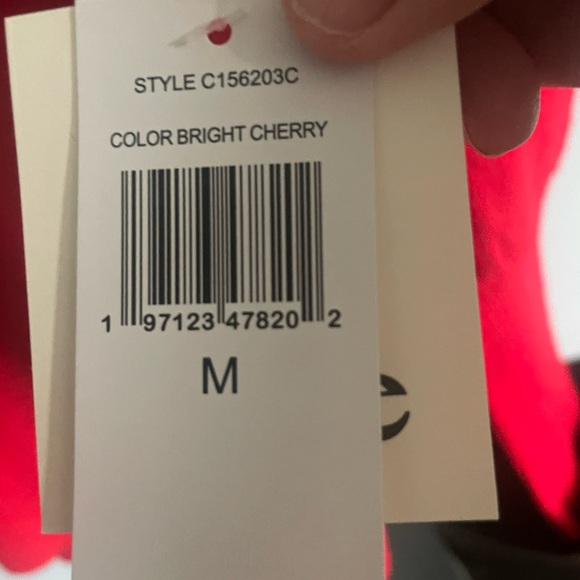 STYLE C156203C
COLOR BRIGHT CHERRY
1 97123 47820 2
M
e